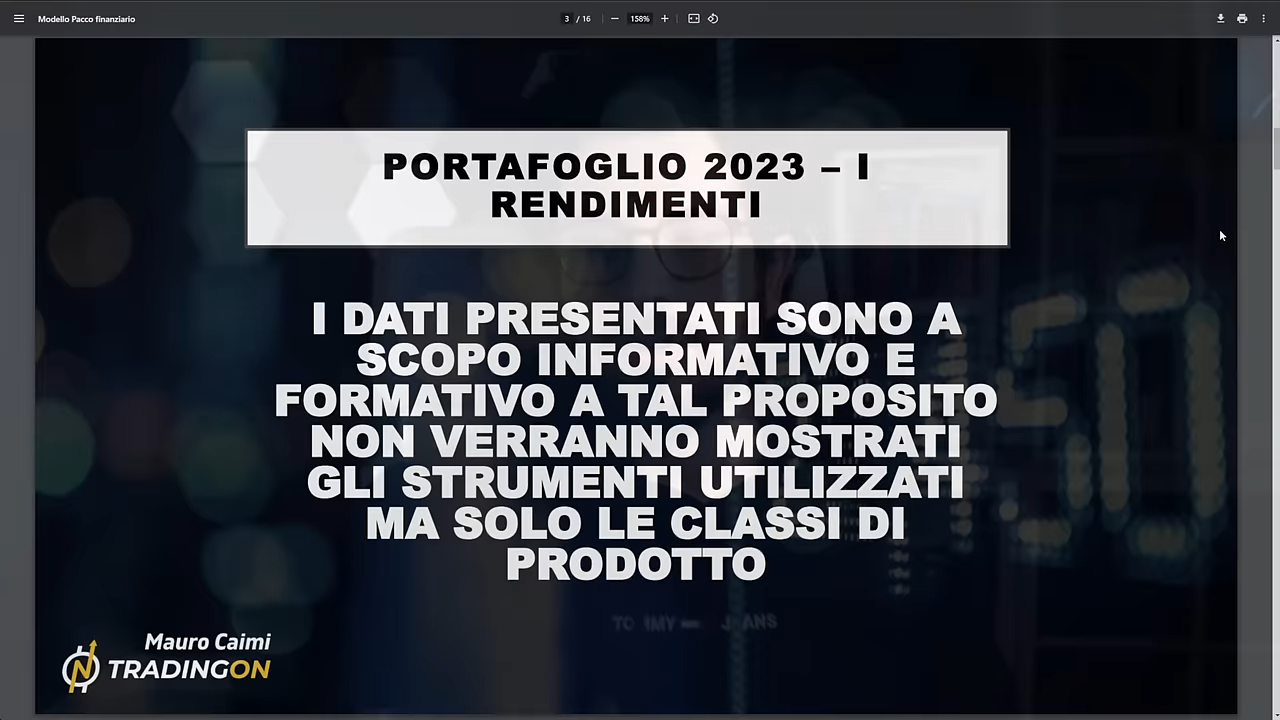 Modello Pacco finanziario
3 / 16
158%
PORTAFOGLIO 2023 – I
RENDIMENTI
I DATI PRESENTATI SONO A
SCOPO INFORMATIVO E
FORMATIVO A TAL PROPOSITO
NON VERRANNO MOSTRATI
GLI STRUMENTI UTILIZZATI
MA SOLO LE CLASSI DI
PRODOTTO
Mauro Caimi
TRADINGON